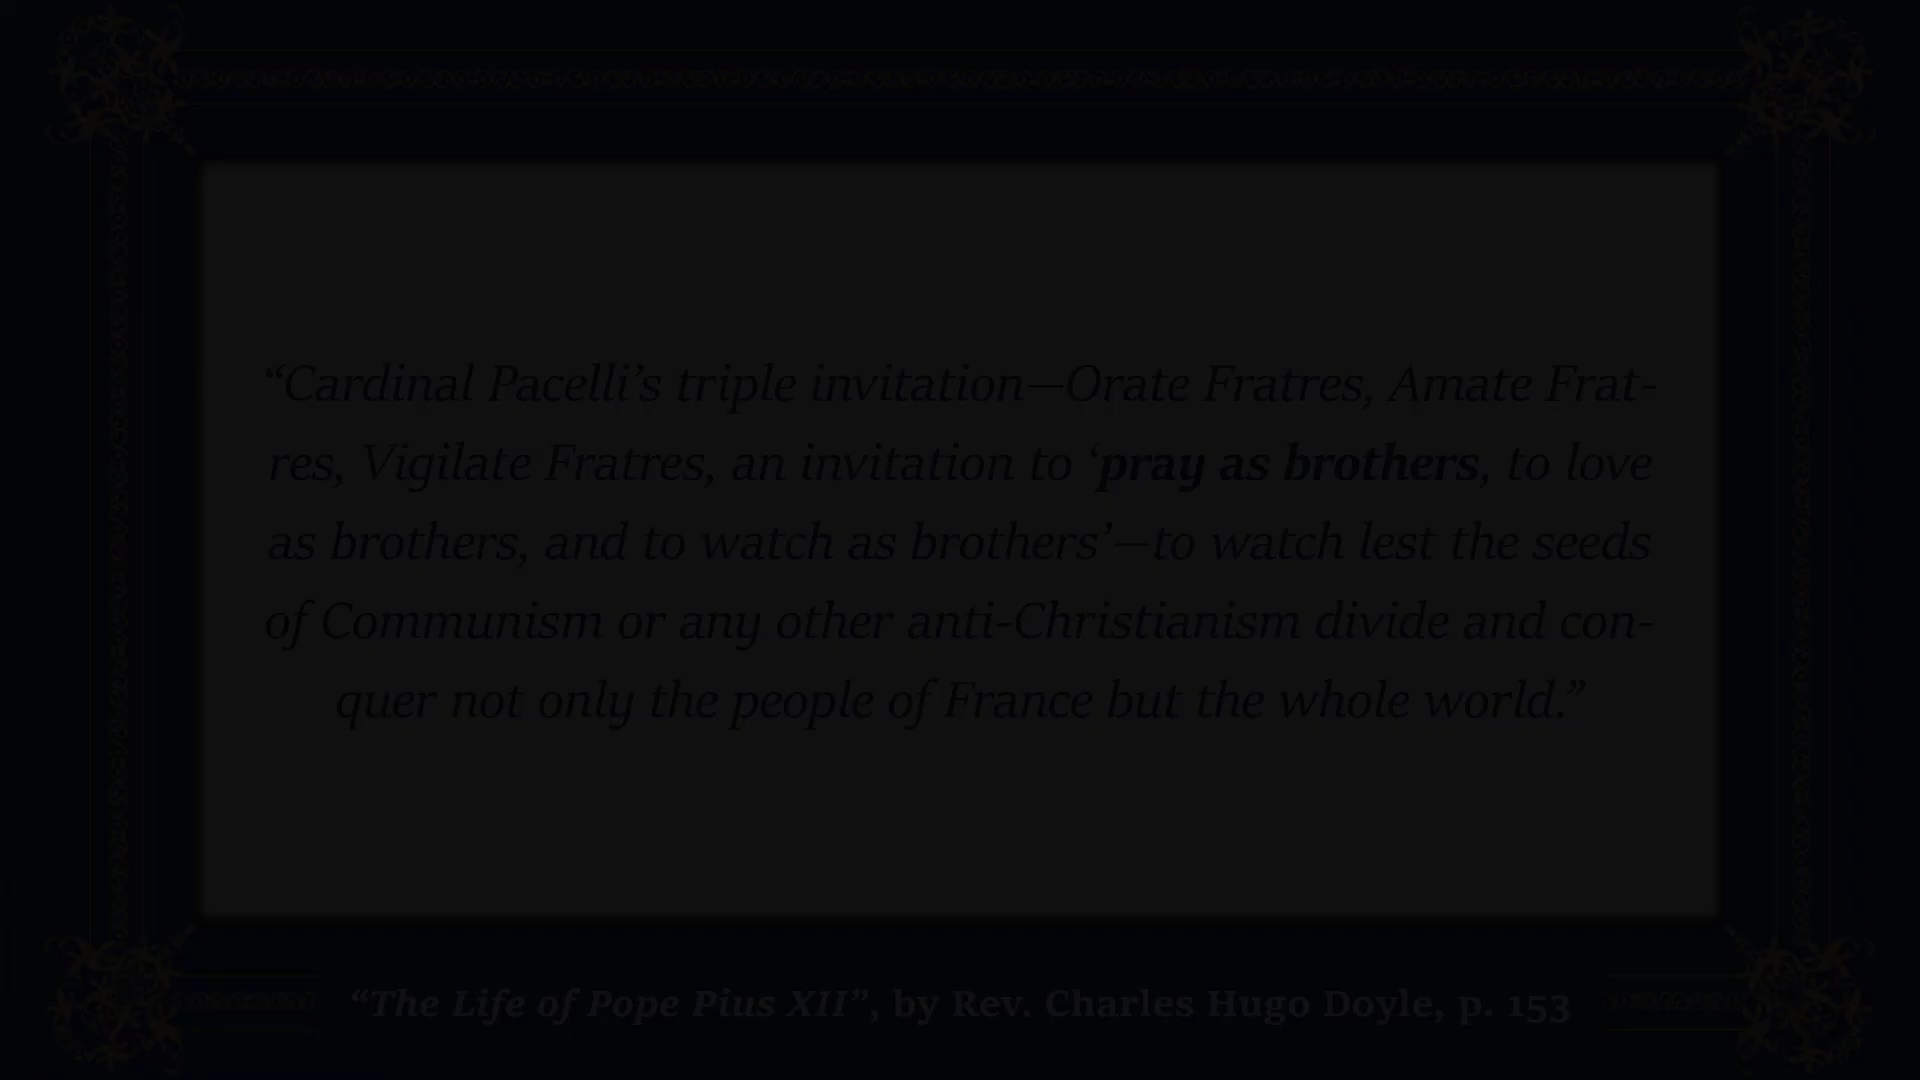 “Cardinal Pacelli’s triple invitation—Orate Fratres, Amate Frat-
res, Vigilate Fratres, an invitation to ‘pray as brothers, to love
as brothers, and to watch as brothers’—to watch lest the seeds
of Communism or any other anti-Christianism divide and con-
quer not only the people of France but the whole world.”
“The Life of Pope Pius XII”, by Rev. Charles Hugo Doyle, p. 153